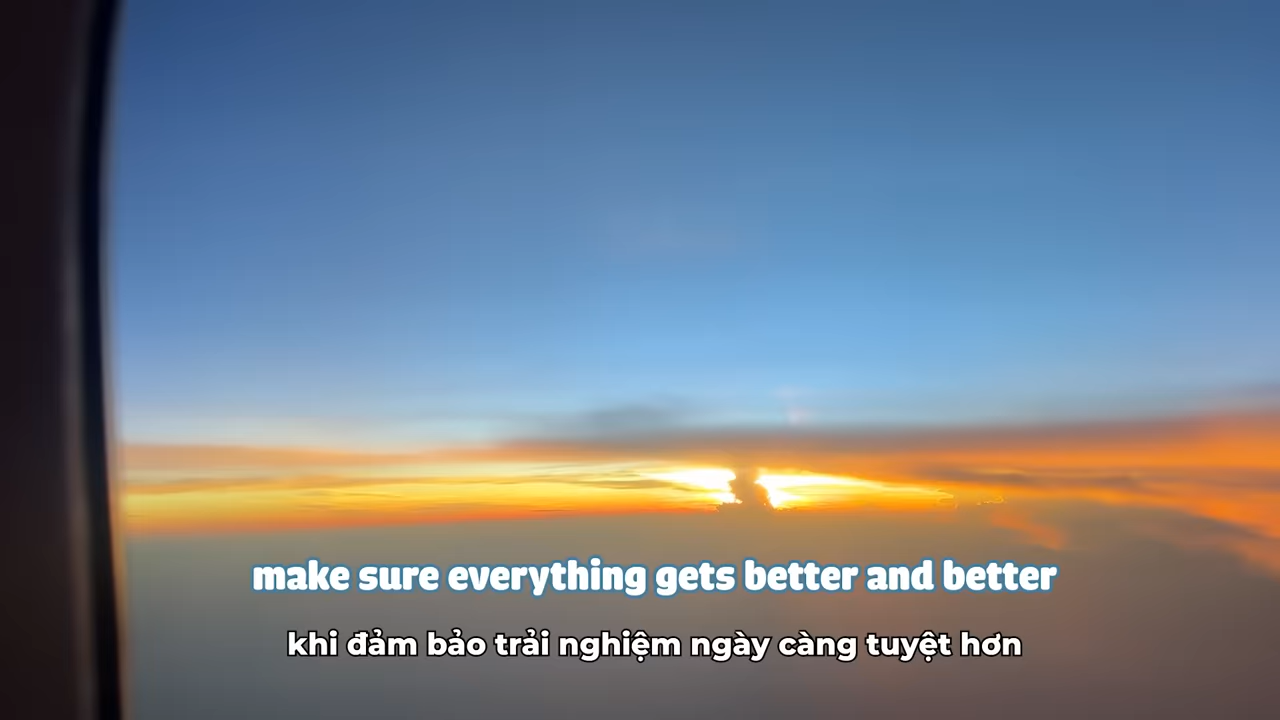 make sure everything gets better and better
khi đảm bảo trải nghiệm ngày càng tuyệt hơn